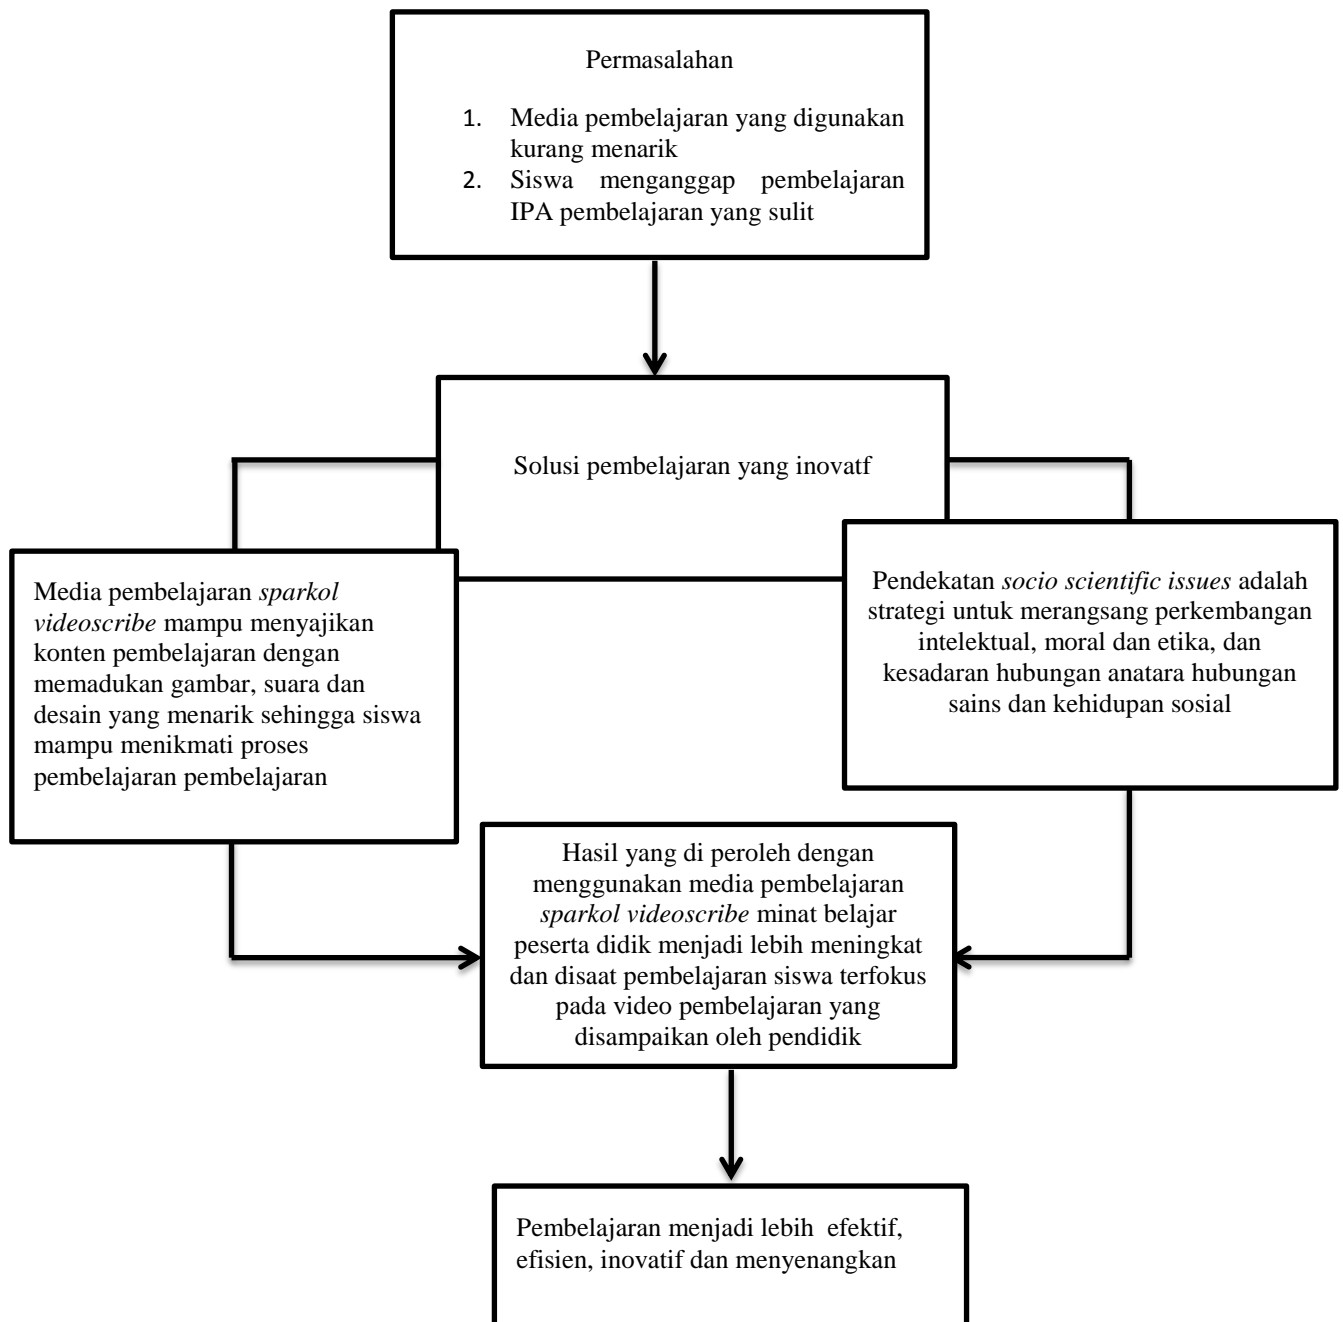 Permasalahan
1. Media pembelajaran yang digunakan
kurang menarik
2. Siswa menganggap pembelajaran
IPA pembelajaran yang sulit
Solusi pembelajaran yang inovatf
Media pembelajaran sparkol
videoscribe mampu menyajikan
konten pembelajaran dengan
memadukan gambar, suara dan
desain yang menarik sehingga siswa
mampu menikmati proses
pembelajaran pembelajaran
Pendekatan socio scientific issues adalah
strategi untuk merangsang perkembangan
intelektual, moral dan etika, dan
kesadaran hubungan anatara hubungan
sains dan kehidupan sosial
Hasil yang di peroleh dengan
menggunakan media pembelajaran
sparkol videoscribe minat belajar
peserta didik menjadi lebih meningkat
dan disaat pembelajaran siswa terfokus
pada video pembelajaran yang
disampaikan oleh pendidik
Pembelajaran menjadi lebih efektif,
efisien, inovatif dan menyenangkan